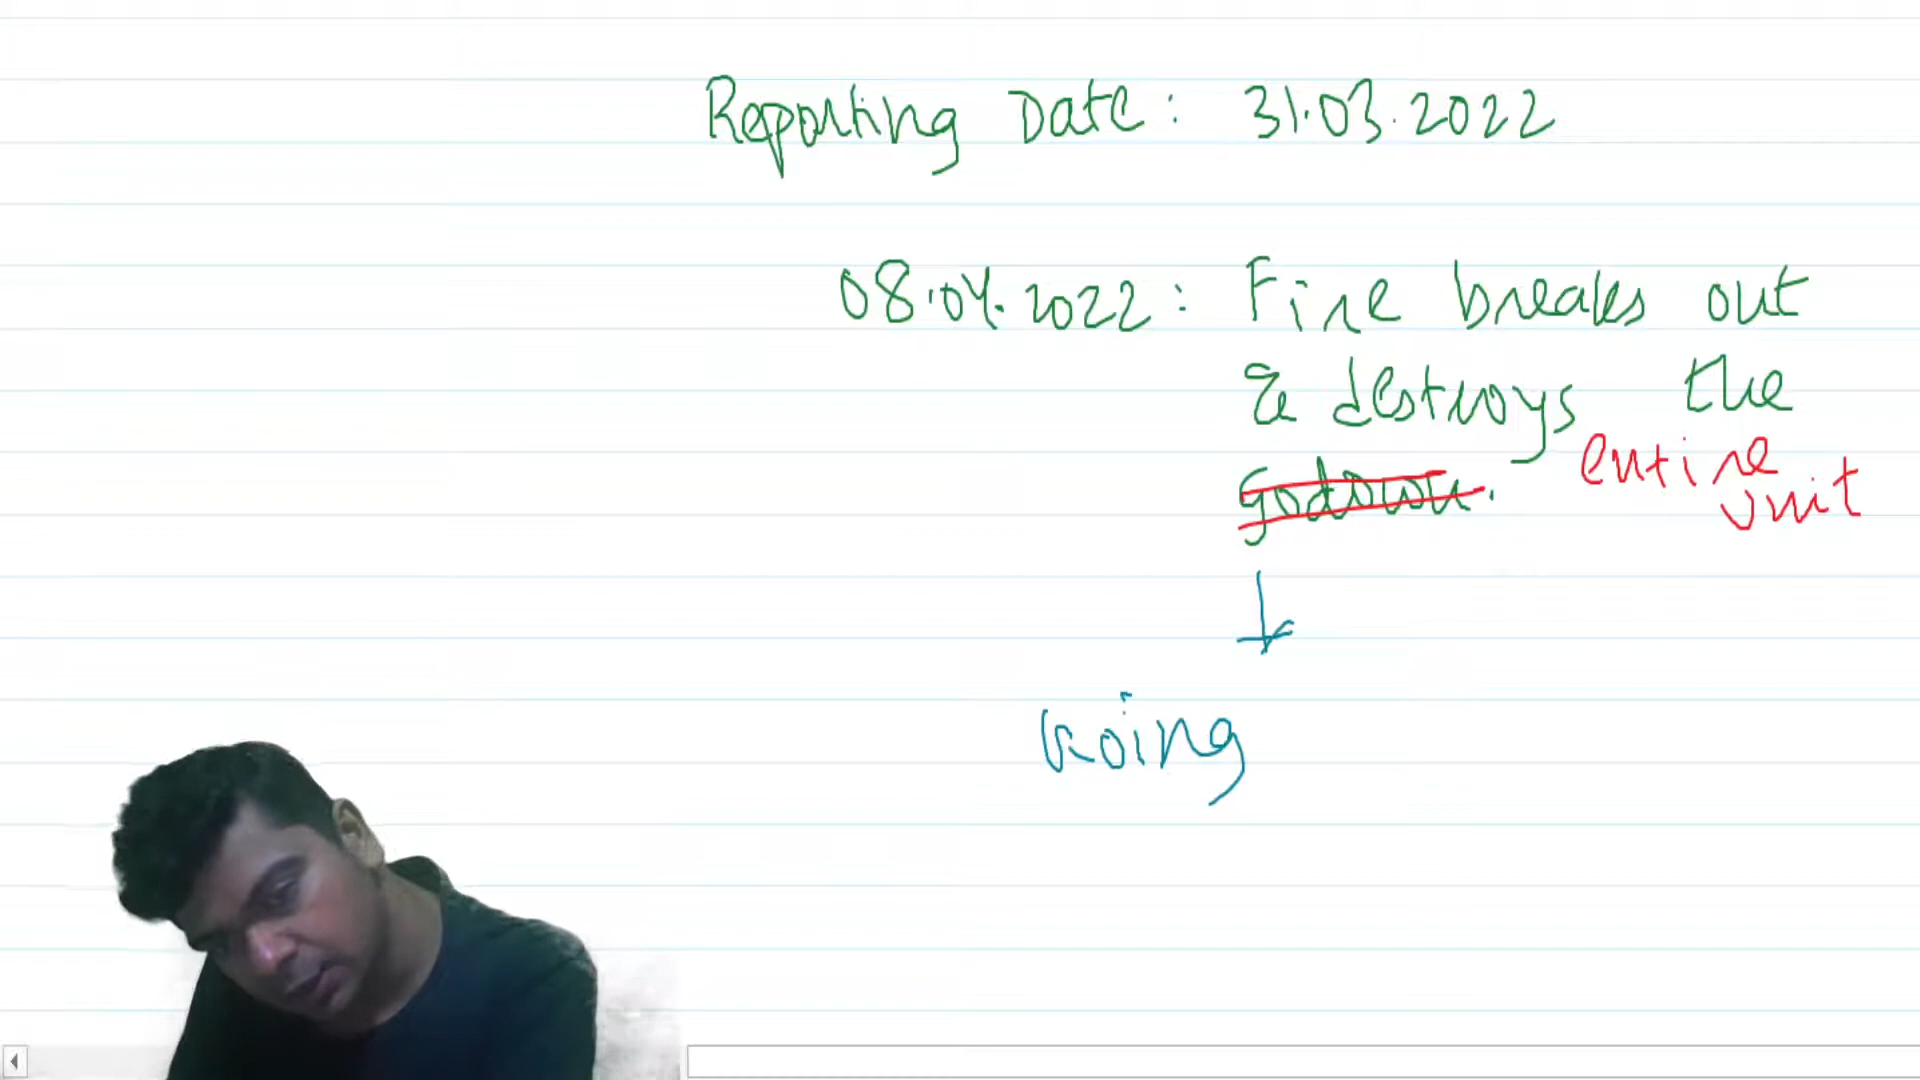 Reporting Date: 31.03.2022
08.04.2022: Fire breaks out
& destroys the
godown. entire
unit
Going